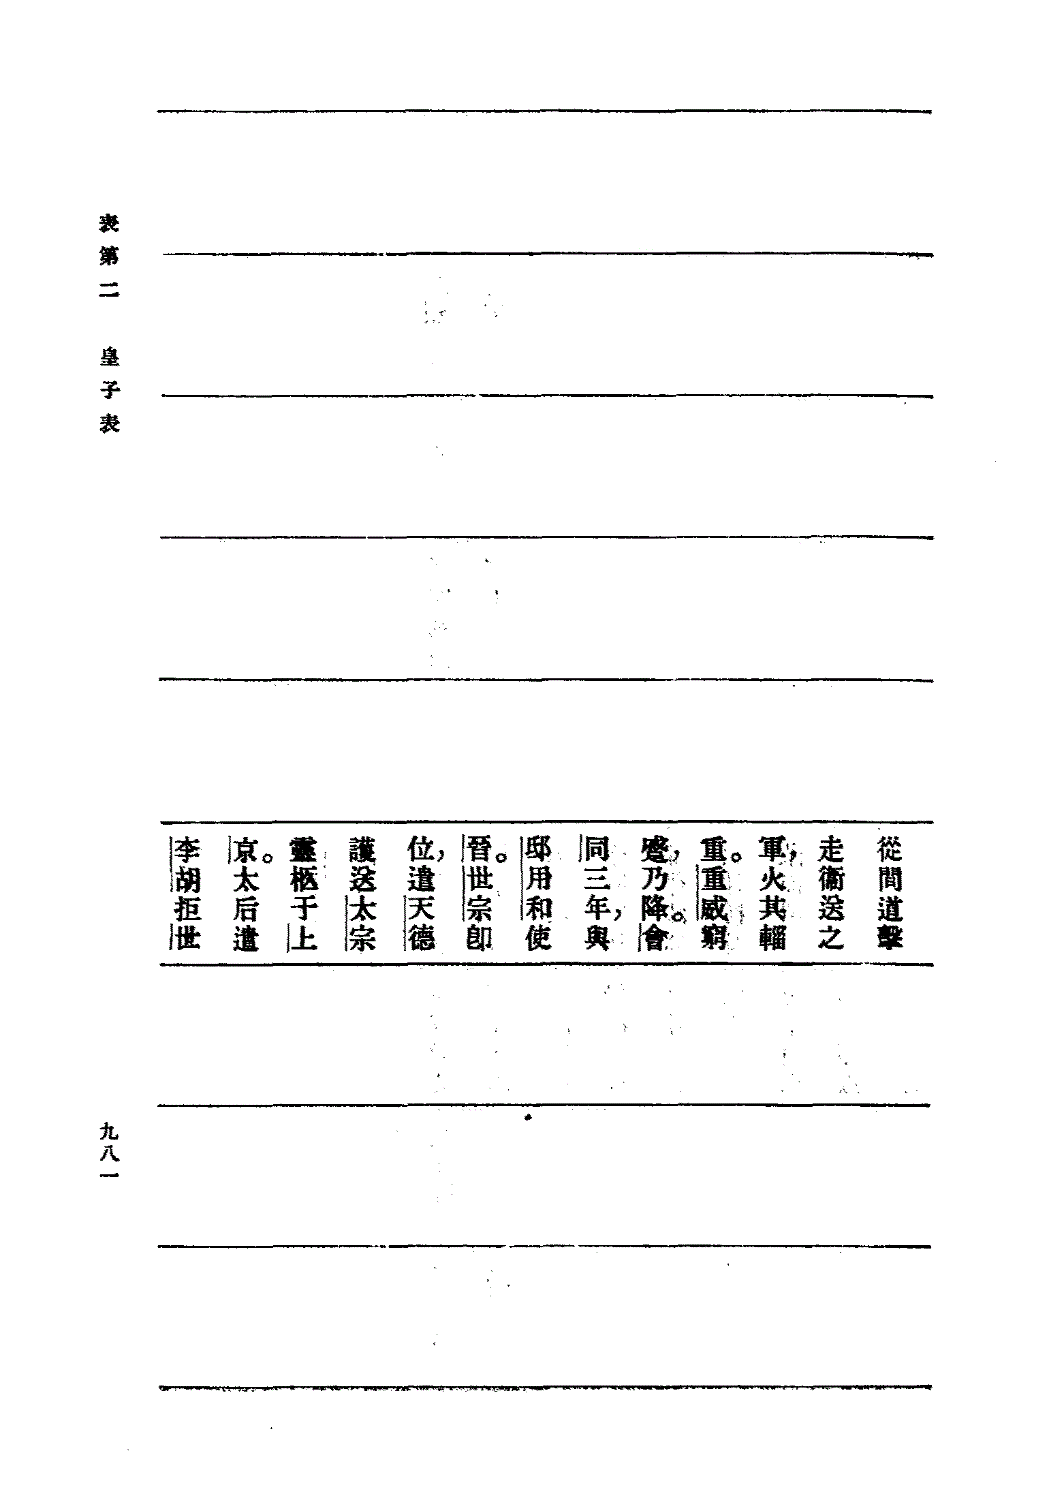 從間道擊
走衞送之
軍，火其輜
重。重威窮
蹙，乃降。會
同三年，與
邸用和使
晉。世宗卽
位，遣天德
護送太宗
靈柩于上
京。太后遣
李胡拒世
表第二　皇子表
九八一